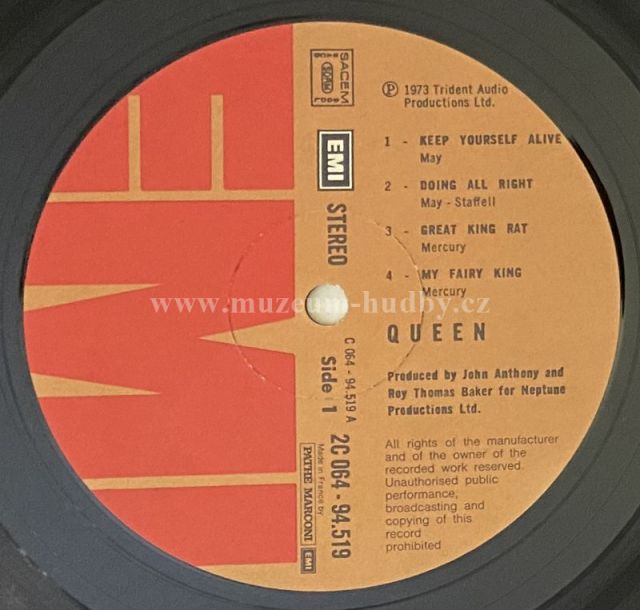 SACEM
EMI
STEREO
C 064 - 94.519 A
Side 1
2C 064 - 94.519
Made in France by
PATHE MARCONI EMI
Ⓟ 1973 Trident Audio
Productions Ltd.
1 - KEEP YOURSELF ALIVE
May
2 - DOING ALL RIGHT
May - Staffell
3 - GREAT KING RAT
Mercury
4 - MY FAIRY KING
Mercury
www.muzeum-hudby.cz
QUEEN
Produced by John Anthony and
Roy Thomas Baker for Neptune
Productions Ltd.
All rights of the manufacturer
and of the owner of the
recorded work reserved.
Unauthorised public
performance,
broadcasting and
copying of this
record
prohibited